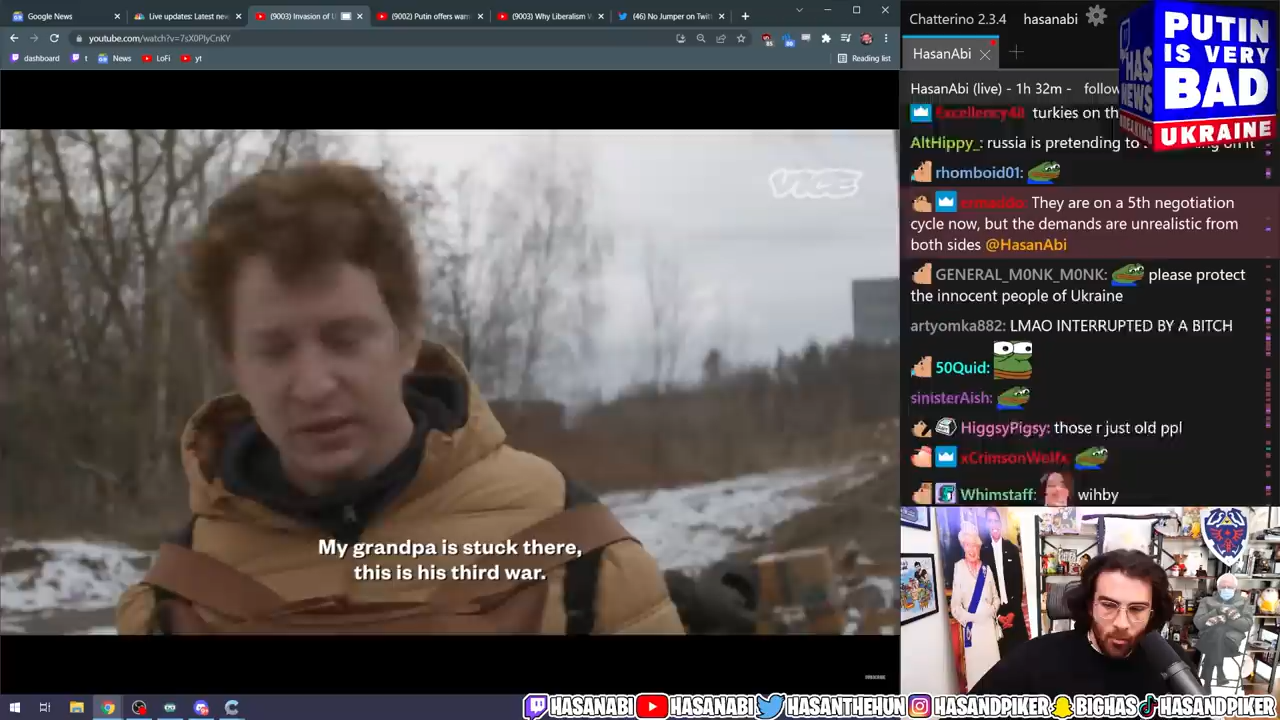 Google News
Live updates: Latest new
(9003) Invasion of U
(9002) Putin offers warn
(9003) Why Liberalism V
(46) No Jumper on Twitt
youtube.com/watch?v=7sX0PlyCnKY
dashboard
t
News
LoFi
yt
Reading list
VICE
My grandpa is stuck there,
this is his third war.
Chatterino 2.3.4
hasanabi
HasanAbi
HasanAbi (live) - 1h 32m - follow
turkies on th
AltHippy_: russia is pretending to
rhomboid01:
They are on a 5th negotiation
cycle now, but the demands are unrealistic from
both sides @HasanAbi
GENERAL_M0NK_M0NK: please protect
the innocent people of Ukraine
artyomka882: LMAO INTERRUPTED BY A BITCH
50Quid:
sinisterAish:
HiggsyPigsy: those r just old ppl
xCrimsonWolfx
Whimstaff: wihby
PUTIN
IS VERY
BAD
UKRAINE
HAS
NEWS
BREAKING
HASANABI
HASANABI
HASANTHEHUN
HASANDPIKER
BIGHAS
HASANDPIKER